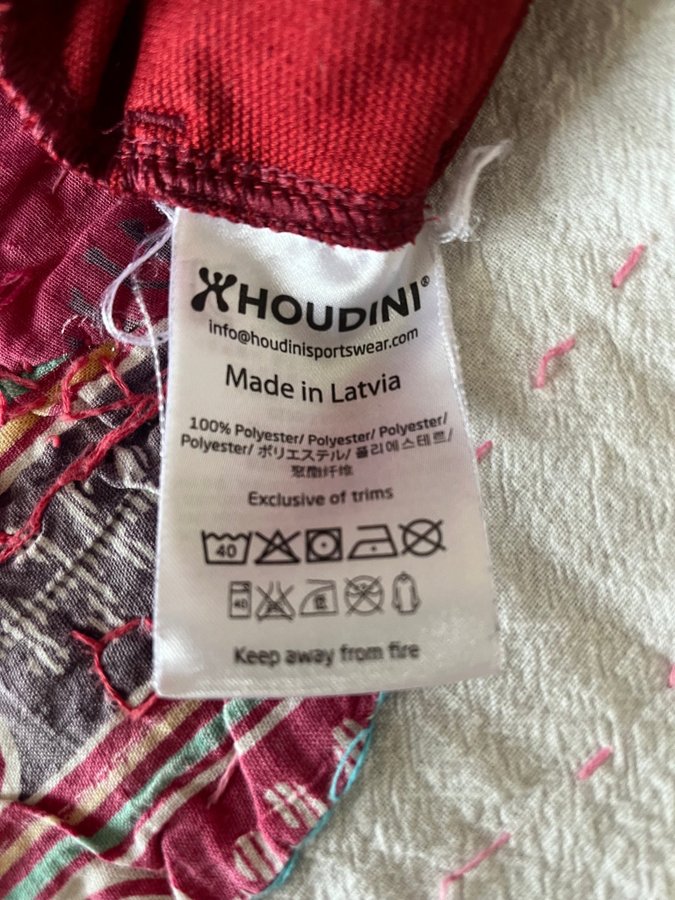 HOUDINI®
info@houdinisportswear.com
Made in Latvia
100% Polyester/ Polyester/ Polyester/
Polyester/ ポリエステル/ 폴리에스테르/
聚酯纤维
Exclusive of trims
40
40
Keep away from fire